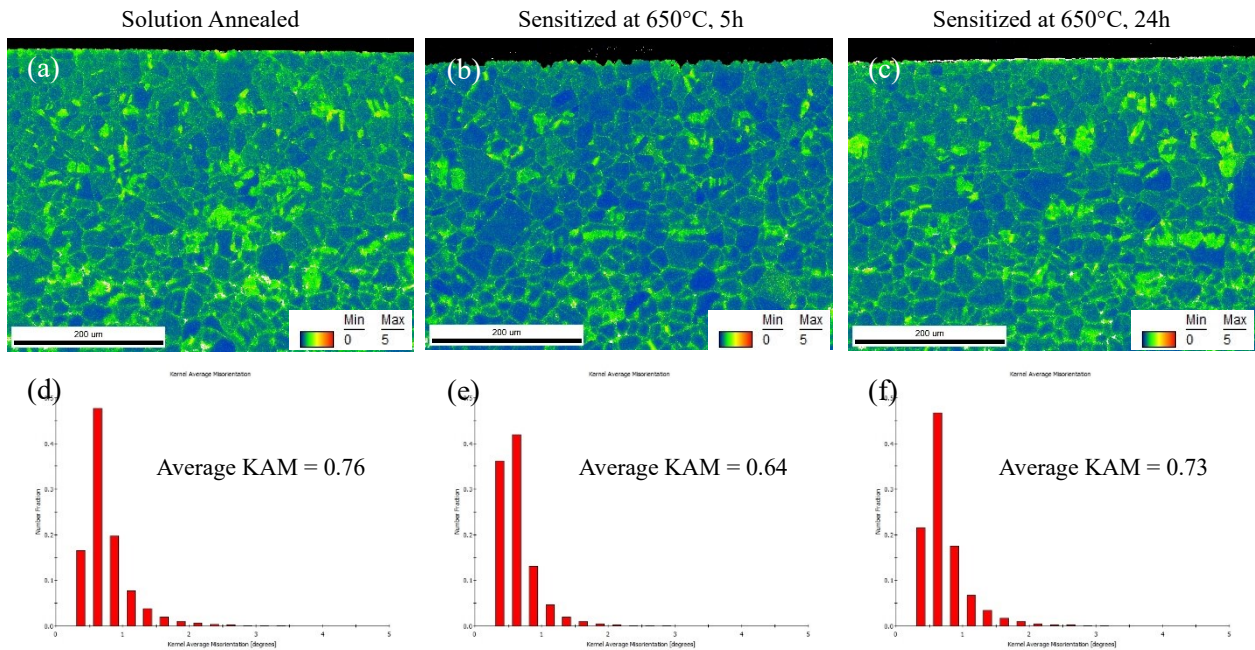 Solution Annealed
Sensitized at 650°C, 5h
Sensitized at 650°C, 24h
(a)
(b)
(c)
200 um
Min Max
0 5
200 um
Min Max
0 5
200 um
Min Max
0 5
Kernel Average Misorientation
Kernel Average Misorientation
Kernel Average Misorientation
(d)
(e)
(f)
Average KAM = 0.76
Average KAM = 0.64
Average KAM = 0.73
Number Fraction
0.4
0.3
0.2
0.1
0.0
0 1 2 3 4 5
Kernel Average Misorientation [degrees]
Number Fraction
0.4
0.3
0.2
0.1
0.0
0 1 2 3 4 5
Kernel Average Misorientation [degrees]
Number Fraction
0.4
0.3
0.2
0.1
0.0
0 1 2 3 4 5
Kernel Average Misorientation [degrees]